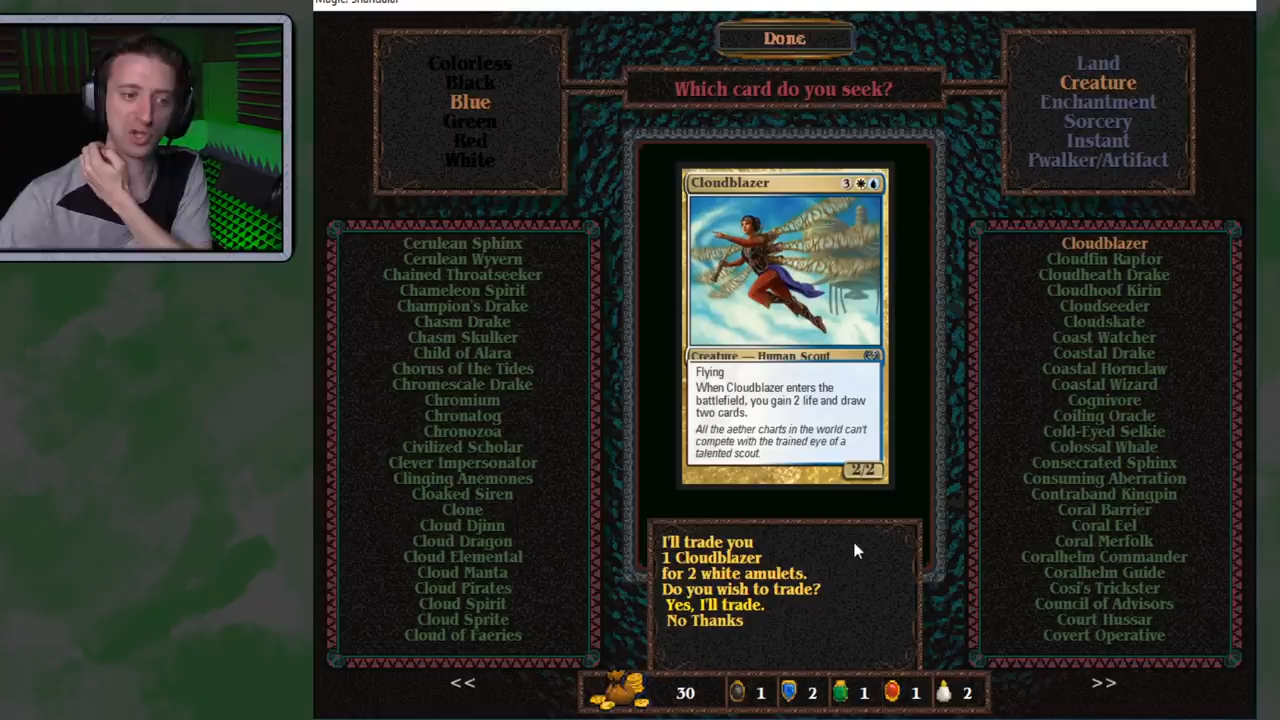 Magic: Shandalar
Done
Colorless
Black
Blue
Green
Red
White
Which card do you seek?
Land
Creature
Enchantment
Sorcery
Instant
Pwalker/Artifact
Cerulean Sphinx
Cerulean Wyvern
Chained Throatseeker
Chameleon Spirit
Champion's Drake
Chasm Drake
Chasm Skulker
Child of Alara
Chorus of the Tides
Chromescale Drake
Chromium
Chronatog
Chronozoa
Civilized Scholar
Clever Impersonator
Clinging Anemones
Cloaked Siren
Clone
Cloud Djinn
Cloud Dragon
Cloud Elemental
Cloud Manta
Cloud Pirates
Cloud Spirit
Cloud Sprite
Cloud of Faeries
Cloudblazer 3
Creature — Human Scout
Flying
When Cloudblazer enters the
battlefield, you gain 2 life and draw
two cards.
All the aether charts in the world can't
compete with the trained eye of a
talented scout.
2/2
I'll trade you
1 Cloudblazer
for 2 white amulets.
Do you wish to trade?
Yes, I'll trade.
No Thanks
Cloudblazer
Cloudfin Raptor
Cloudheath Drake
Cloudhoof Kirin
Cloudseeder
Cloudskate
Coast Watcher
Coastal Drake
Coastal Hornclaw
Coastal Wizard
Cognivore
Coiling Oracle
Cold-Eyed Selkie
Colossal Whale
Consecrated Sphinx
Consuming Aberration
Contraband Kingpin
Coral Barrier
Coral Eel
Coral Merfolk
Coralhelm Commander
Coralhelm Guide
Cosi's Trickster
Council of Advisors
Court Hussar
Covert Operative
<< 30 1 2 1 1 2 >>